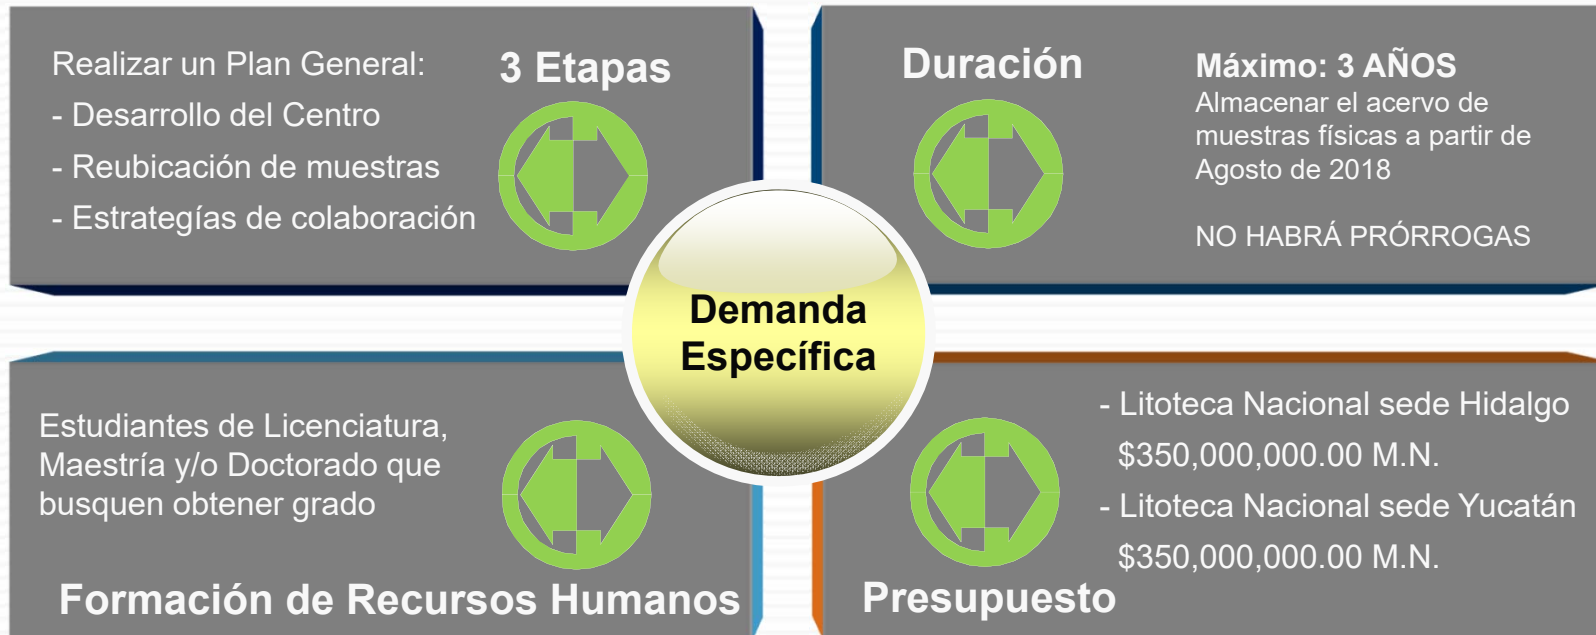 Realizar un Plan General:
- Desarrollo del Centro
- Reubicación de muestras
- Estrategías de colaboración
3 Etapas
Duración
Máximo: 3 AÑOS
Almacenar el acervo de
muestras físicas a partir de
Agosto de 2018
NO HABRÁ PRÓRROGAS
Demanda
Específica
Estudiantes de Licenciatura,
Maestría y/o Doctorado que
busquen obtener grado
Formación de Recursos Humanos
- Litoteca Nacional sede Hidalgo
$350,000,000.00 M.N.
- Litoteca Nacional sede Yucatán
$350,000,000.00 M.N.
Presupuesto